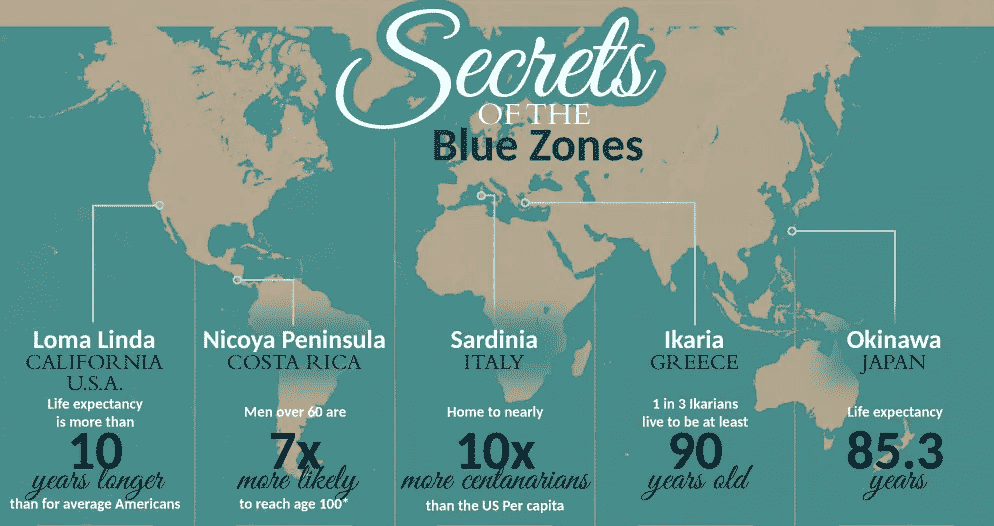 Secrets
OF THE
Blue Zones
Loma Linda
CALIFORNIA
U.S.A.
Life expectancy
is more than
10
years longer
than for average Americans
Nicoya Peninsula
COSTA RICA
Men over 60 are
7x
more likely
to reach age 100*
Sardinia
ITALY
Home to nearly
10x
more centanarians
than the US Per capita
Ikaria
GREECE
1 in 3 Ikarians
live to be at least
90
years old
Okinawa
JAPAN
Life expectancy
85.3
years